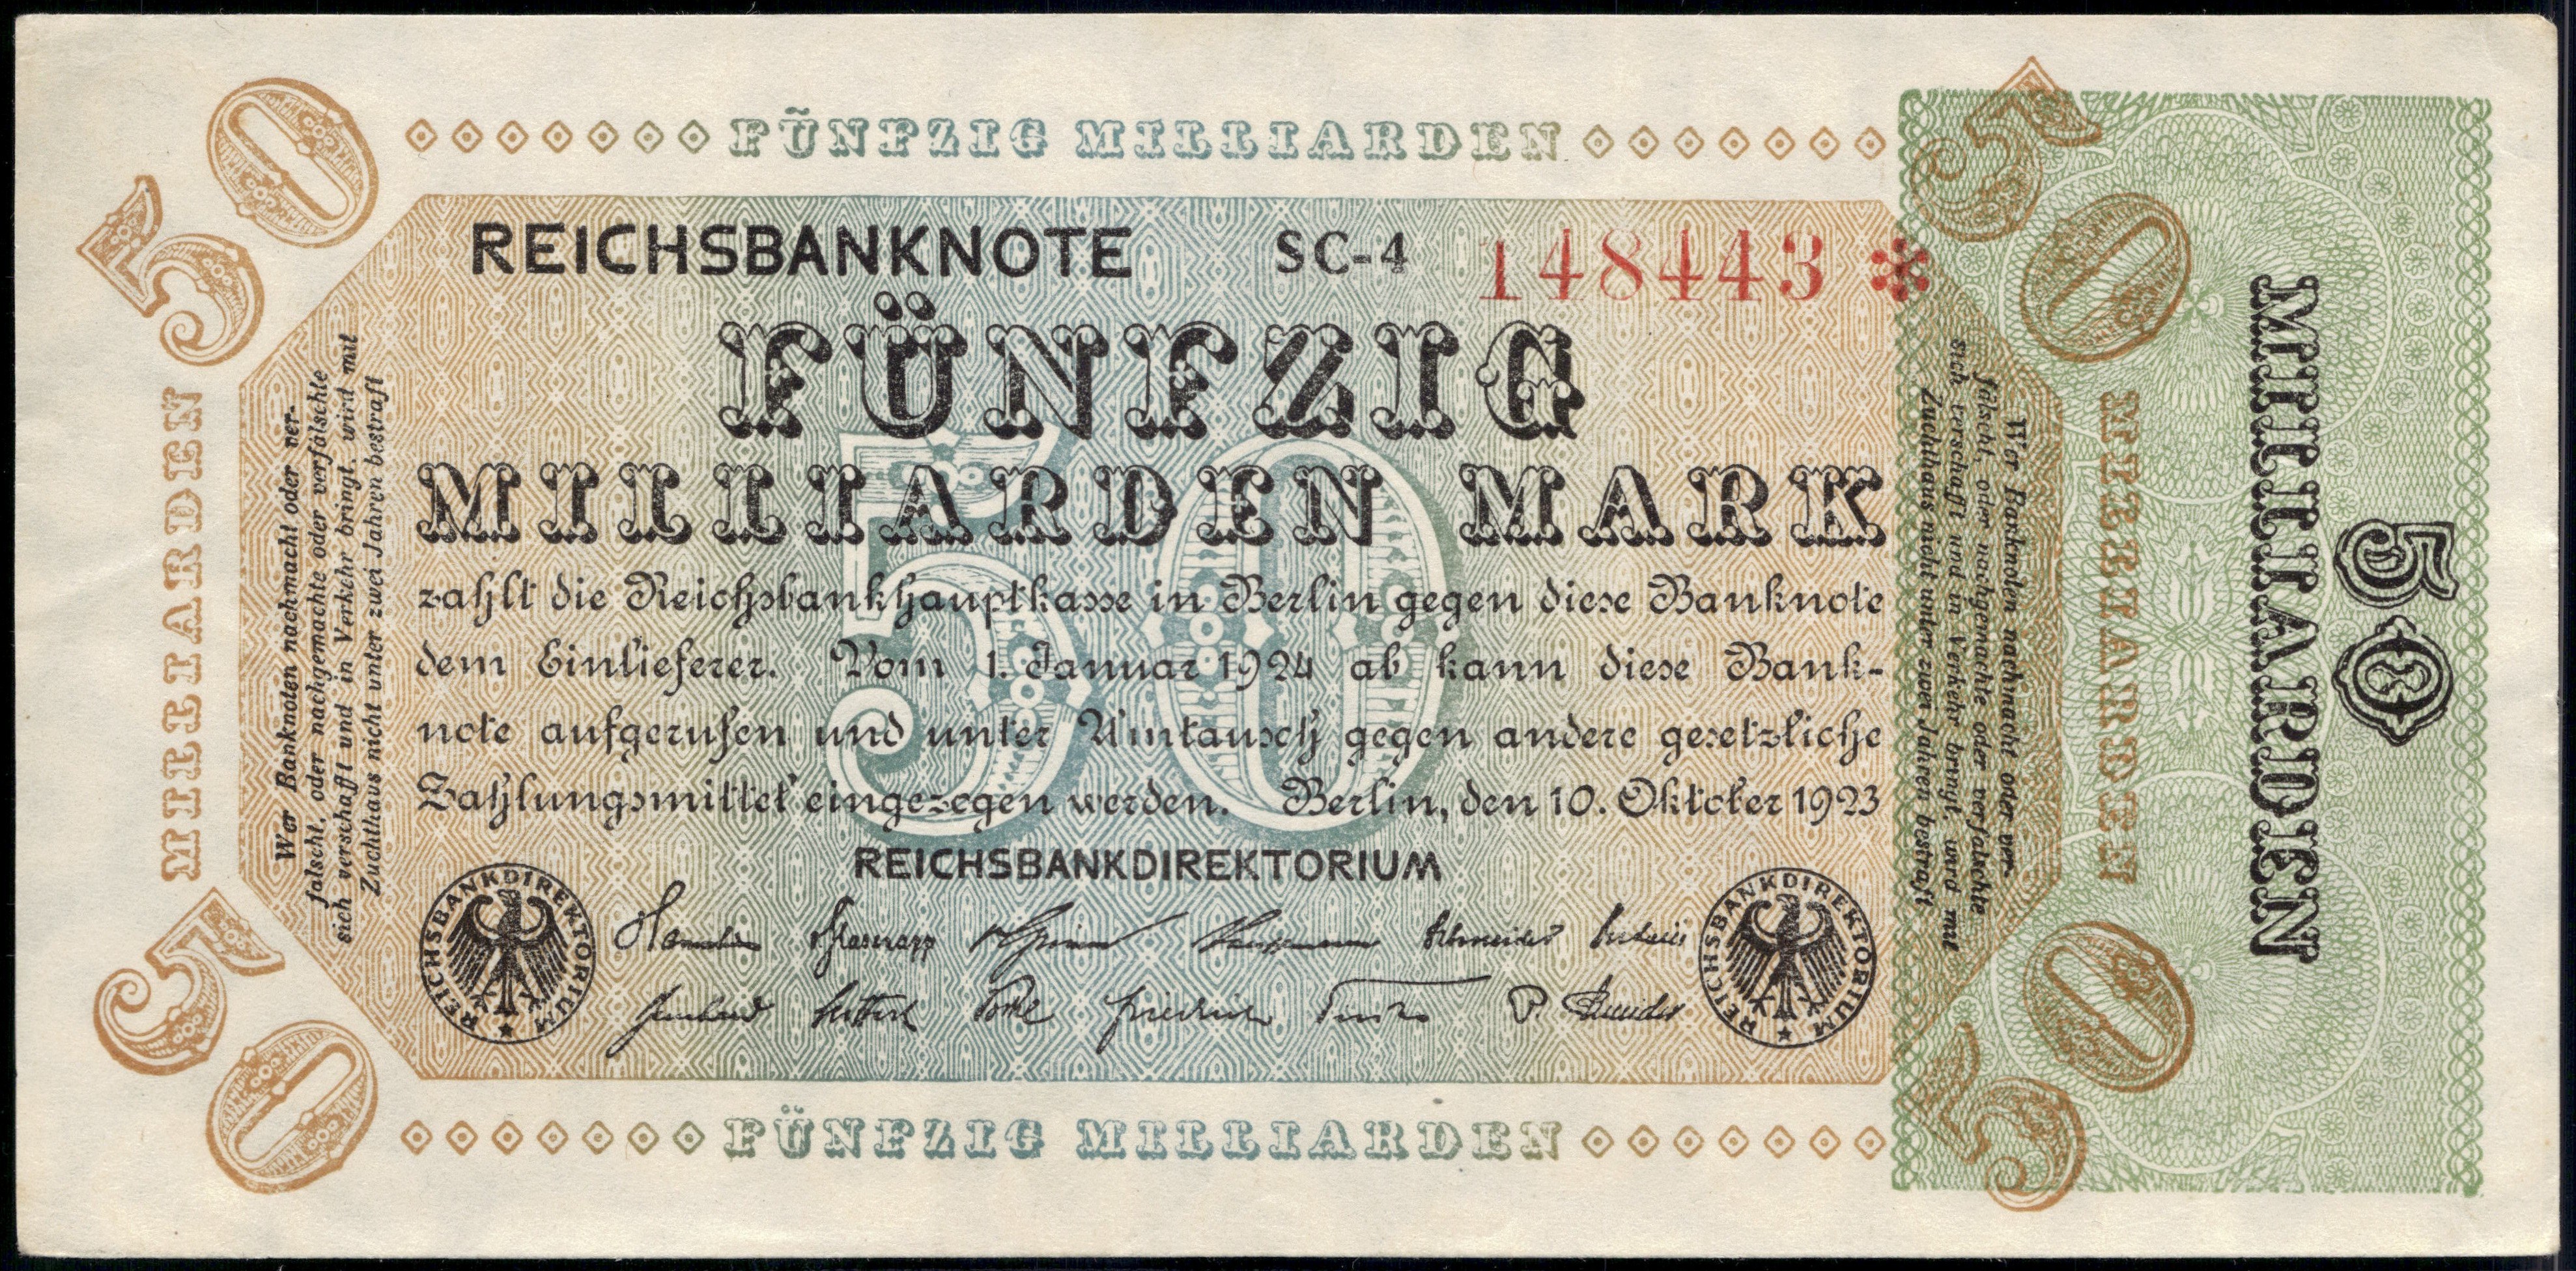 50
FÜNFZIG MILLIARDEN
50
REICHSBANKNOTE SC-4 148443 *
FÜNFZIG
MILLIARDEN MARK
50
zahlt die Reichsbankhauptkasse in Berlin gegen diese Banknote
dem Einlieferer. Vom 1. Januar 1924 ab kann diese Bank-
note aufgerufen und unter Umtausch gegen andere gesetzliche
Zahlungsmittel eingezogen werden. Berlin, den 10. Oktober 1923
REICHSBANKDIREKTORIUM
REICHSBANKDIREKTORIUM
REICHSBANKDIREKTORIUM
Schneider
Friedrich
P. Schneider
MILLIARDEN
Wer Banknoten nachmacht oder ver-
fälscht, oder nachgemachte oder verfälschte
sich verschafft und in Verkehr bringt, wird mit
Zuchthaus nicht unter zwei Jahren bestraft
Wer Banknoten nachmacht oder ver-
fälscht, oder nachgemachte oder verfälschte
sich verschafft und in Verkehr bringt, wird mit
Zuchthaus nicht unter zwei Jahren bestraft
MILLIARDEN
50
MILLIARDEN
50
FÜNFZIG MILLIARDEN
50